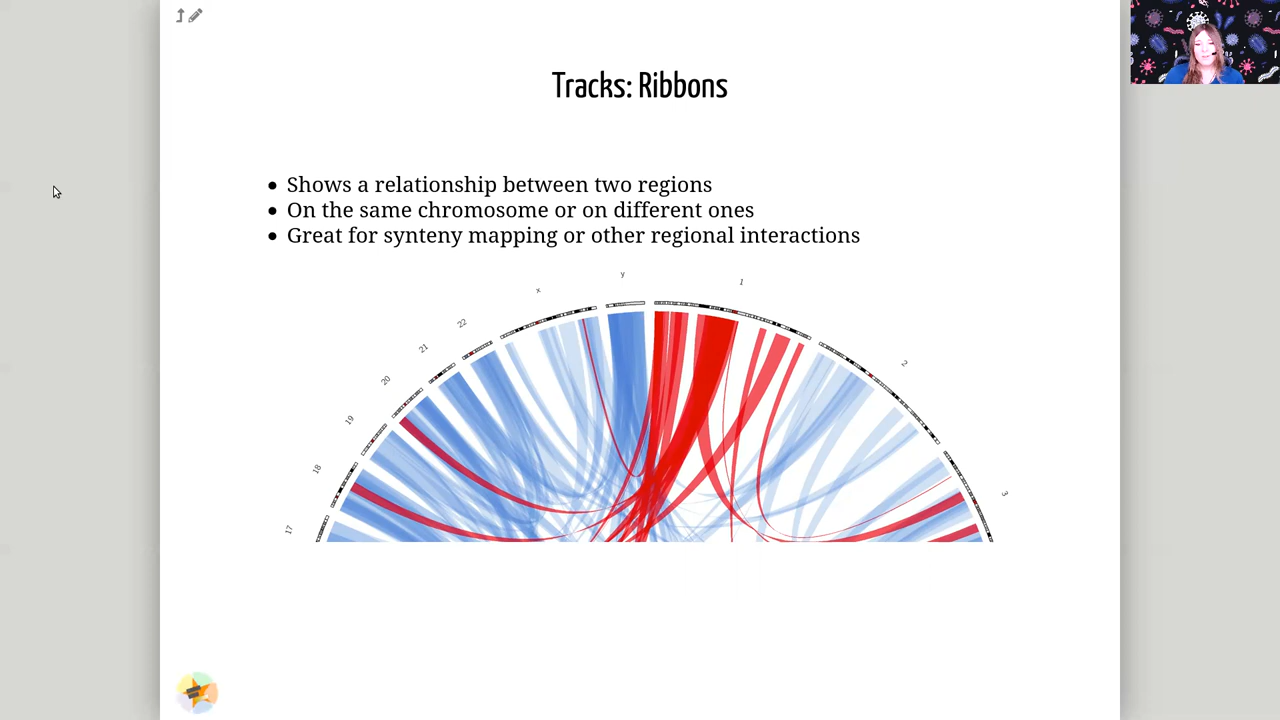 Tracks: Ribbons
Shows a relationship between two regions
On the same chromosome or on different ones
Great for synteny mapping or other regional interactions
y
1
x
22
2
21
20
19
18
3
17